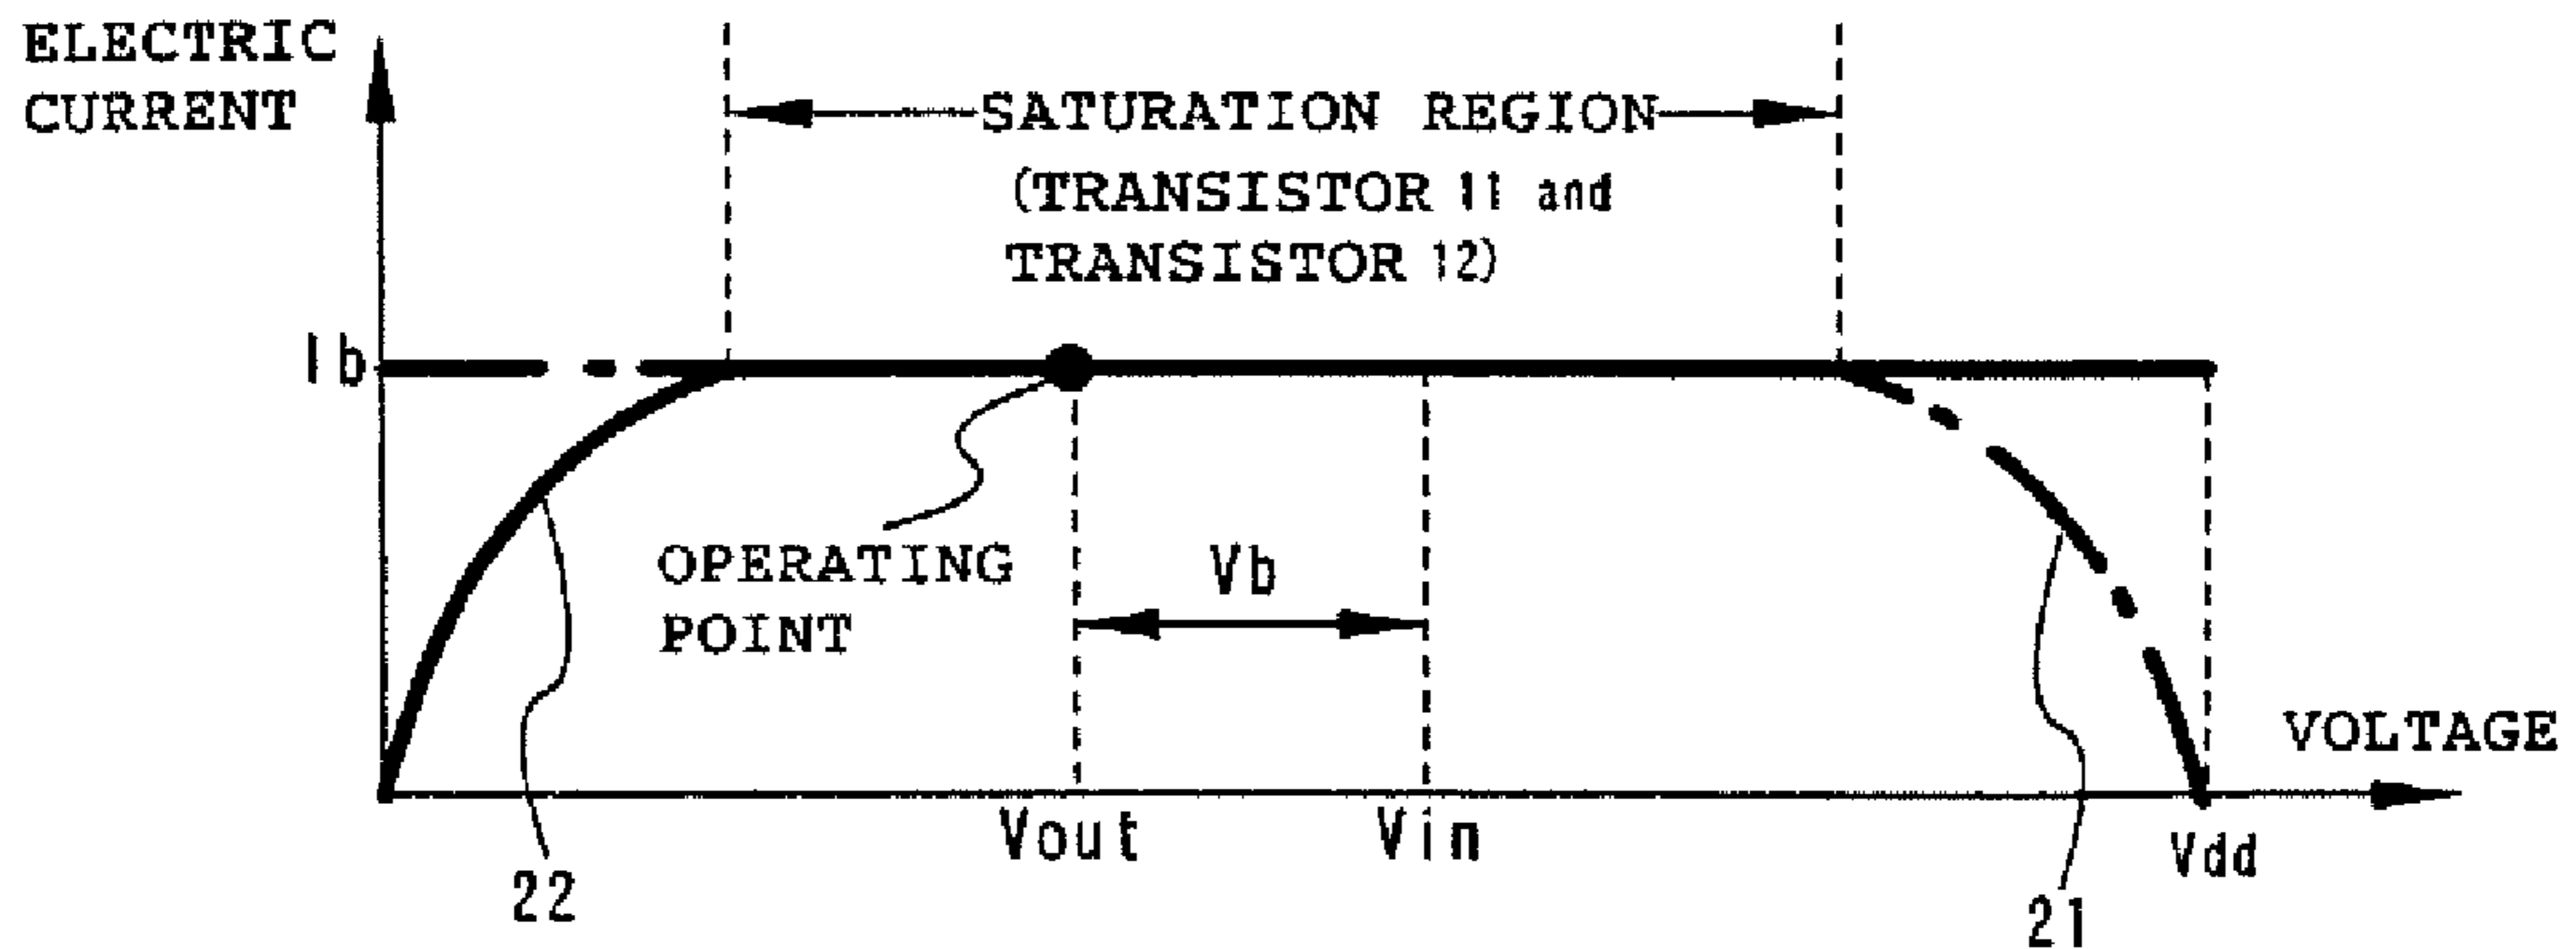 ELECTRIC
CURRENT
SATURATION REGION
(TRANSISTOR 11 and
TRANSISTOR 12)
Ib
OPERATING
POINT
Vb
VOLTAGE
Vout
Vin
Vdd
22
21